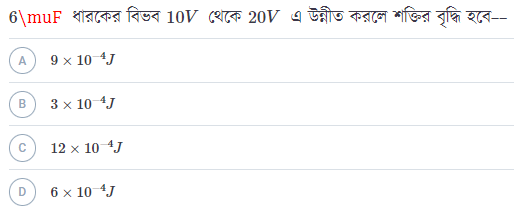 6\muF ধারকের বিভব 10V থেকে 20V এ উন্নীত করলে শক্তির বৃদ্ধি হবে--
A 9 × 10⁻⁴J
B 3 × 10⁻⁴J
C 12 × 10⁻⁴J
D 6 × 10⁻⁴J